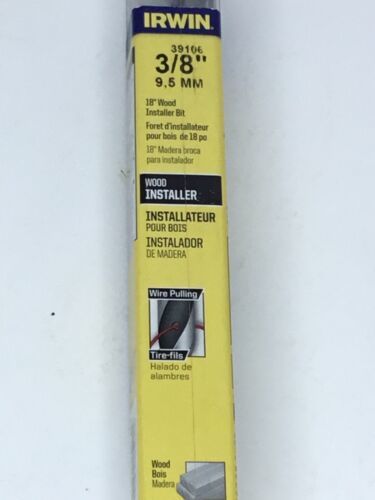 IRWIN
39106
3/8"
9,5 MM
18" Wood
Installer Bit
Foret d'installateur
pour bois de 18 po
18" Madera broca
para instalador
WOOD
INSTALLER
INSTALLATEUR
POUR BOIS
INSTALADOR
DE MADERA
Wire Pulling
Tire-fils
Halado de
alambres
Wood
Bois
Madera